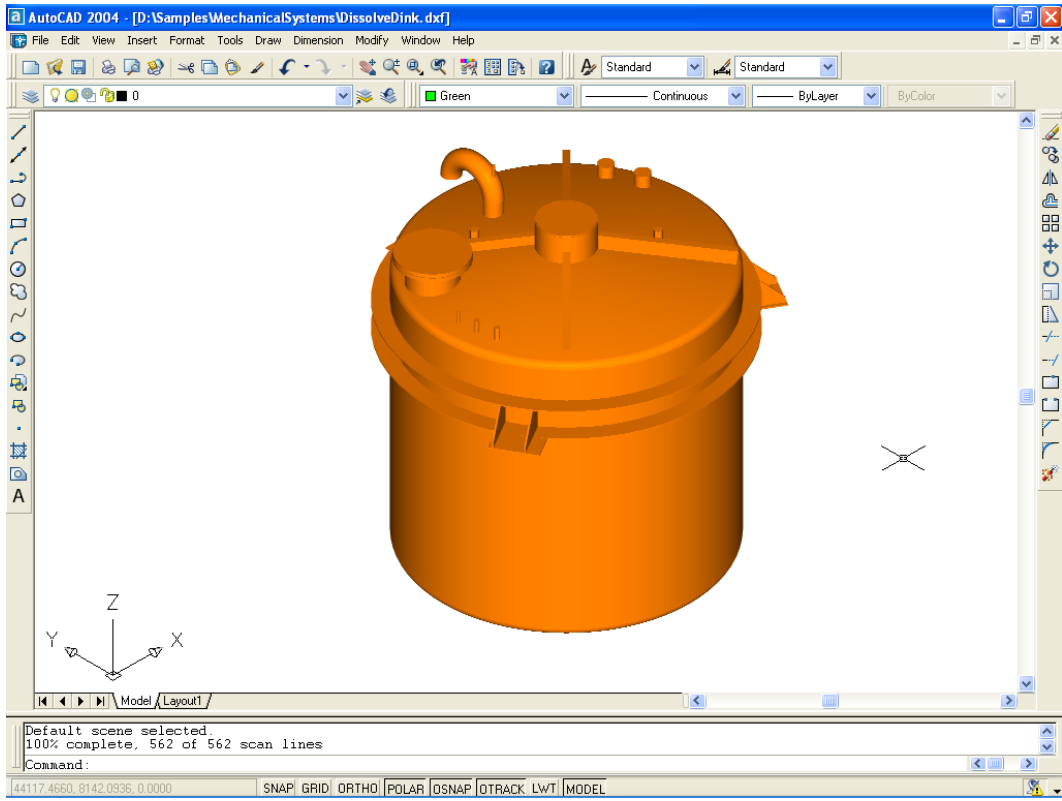 AutoCAD 2004 - [D:\Samples\MechanicalSystems\DissolveDink.dxf]
File Edit View Insert Format Tools Draw Dimension Modify Window Help
Standard Standard
0 Green Continuous ByLayer ByColor
A
Z
Y X
Model Layout1
Default scene selected.
100% complete, 562 of 562 scan lines
Command:
44117.4660, 8142.0936, 0.0000 SNAP GRID ORTHO POLAR OSNAP OTRACK LWT MODEL